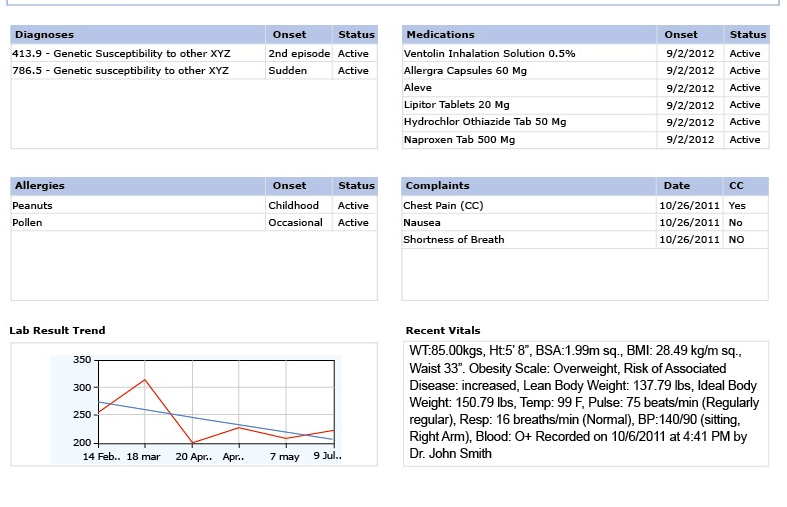 Diagnoses Onset Status
413.9 - Genetic Susceptibility to other XYZ 2nd episode Active
786.5 - Genetic susceptibility to other XYZ Sudden Active
Medications Onset Status
Ventolin Inhalation Solution 0.5% 9/2/2012 Active
Allergra Capsules 60 Mg 9/2/2012 Active
Aleve 9/2/2012 Active
Lipitor Tablets 20 Mg 9/2/2012 Active
Hydrochlor Othiazide Tab 50 Mg 9/2/2012 Active
Naproxen Tab 500 Mg 9/2/2012 Active
Allergies Onset Status
Peanuts Childhood Active
Pollen Occasional Active
Complaints Date CC
Chest Pain (CC) 10/26/2011 Yes
Nausea 10/26/2011 No
Shortness of Breath 10/26/2011 NO
Lab Result Trend
350
300
250
200
14 Feb.. 18 mar 20 Apr.. Apr.. 7 may 9 Jul..
Recent Vitals
WT:85.00kgs, Ht:5' 8”, BSA:1.99m sq., BMI: 28.49 kg/m sq.,
Waist 33”. Obesity Scale: Overweight, Risk of Associated
Disease: increased, Lean Body Weight: 137.79 lbs, Ideal Body
Weight: 150.79 lbs, Temp: 99 F, Pulse: 75 beats/min (Regularly
regular), Resp: 16 breaths/min (Normal), BP:140/90 (sitting,
Right Arm), Blood: O+ Recorded on 10/6/2011 at 4:41 PM by
Dr. John Smith